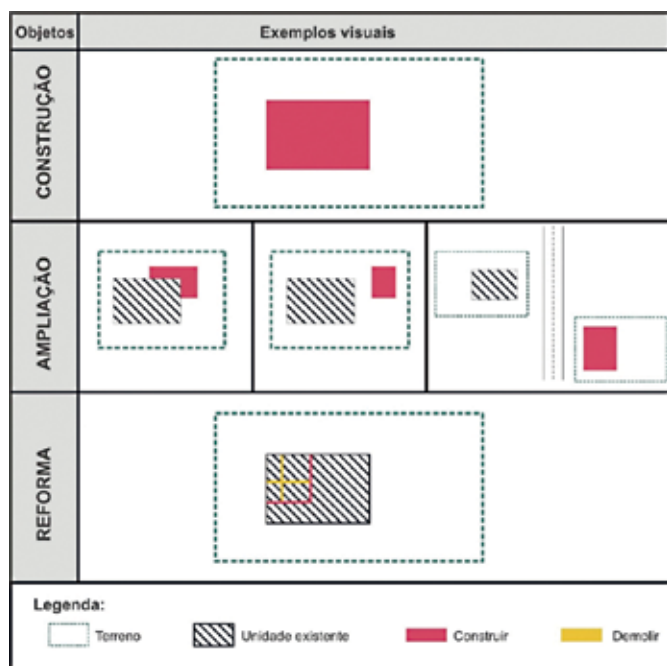 Objetos
Exemplos visuais
CONSTRUÇÃO
AMPLIAÇÃO
REFORMA
Legenda:
Terreno
Unidade existente
Construir
Demolir